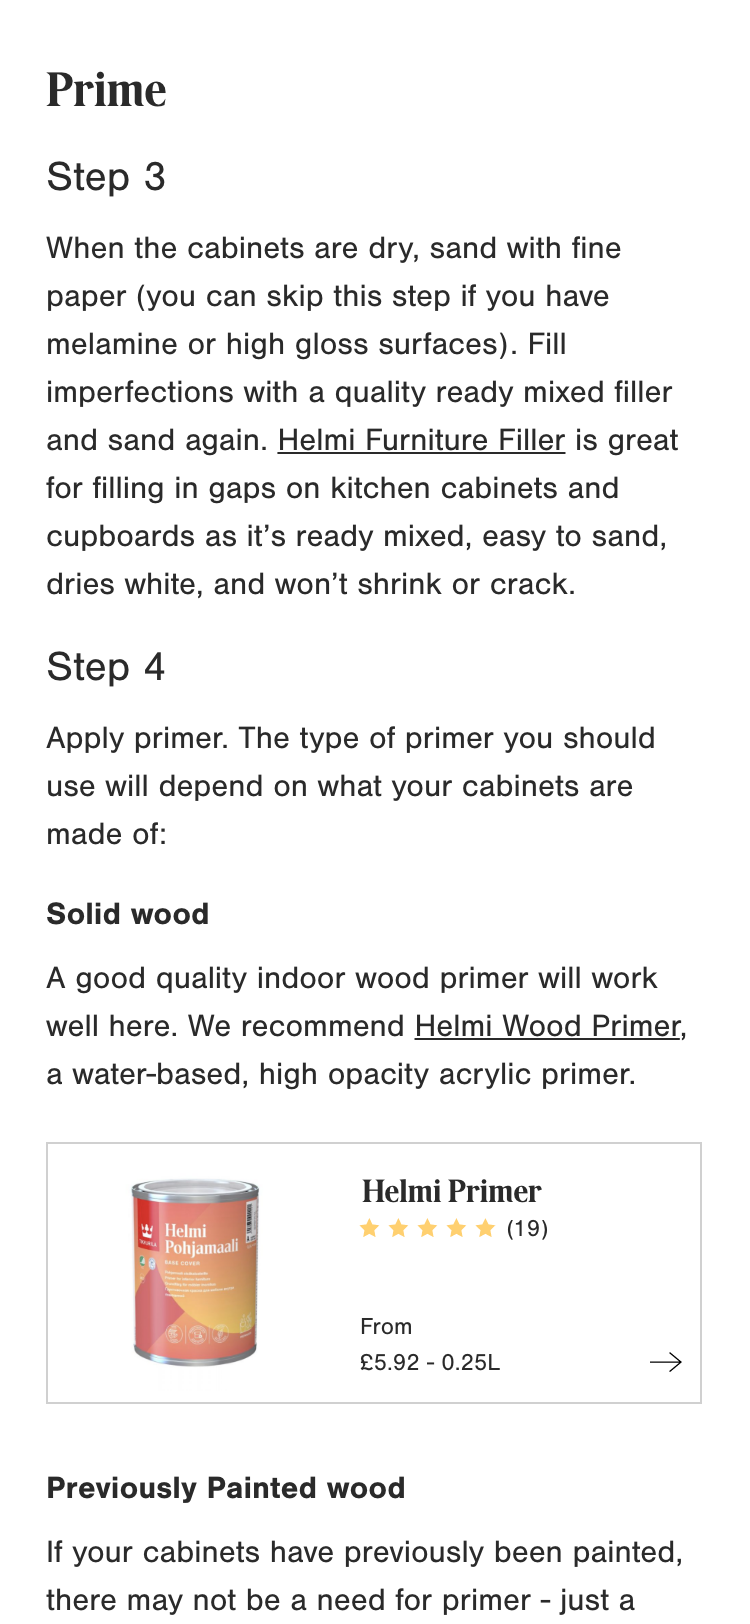 Prime
Step 3
When the cabinets are dry, sand with fine
paper (you can skip this step if you have
melamine or high gloss surfaces). Fill
imperfections with a quality ready mixed filler
and sand again. Helmi Furniture Filler is great
for filling in gaps on kitchen cabinets and
cupboards as it’s ready mixed, easy to sand,
dries white, and won’t shrink or crack.
Step 4
Apply primer. The type of primer you should
use will depend on what your cabinets are
made of:
Solid wood
A good quality indoor wood primer will work
well here. We recommend Helmi Wood Primer,
a water-based, high opacity acrylic primer.
Helmi
Pohjamaali
BASE COVER
Helmi Primer
(19)
From
£5.92 - 0.25L
Previously Painted wood
If your cabinets have previously been painted,
there may not be a need for primer - just a